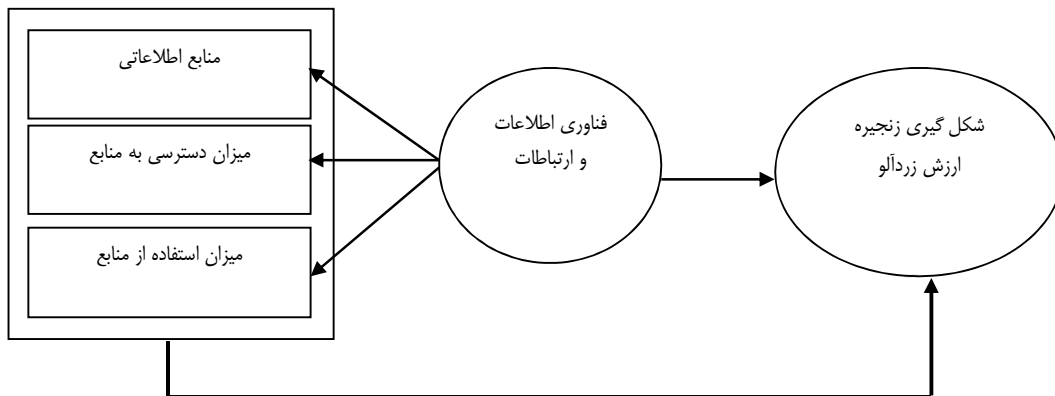 شکل گیری زنجیره
ارزش زردآلو
فناوری اطلاعات
و ارتباطات
منابع اطلاعاتی
میزان دسترسی به منابع
میزان استفاده از منابع